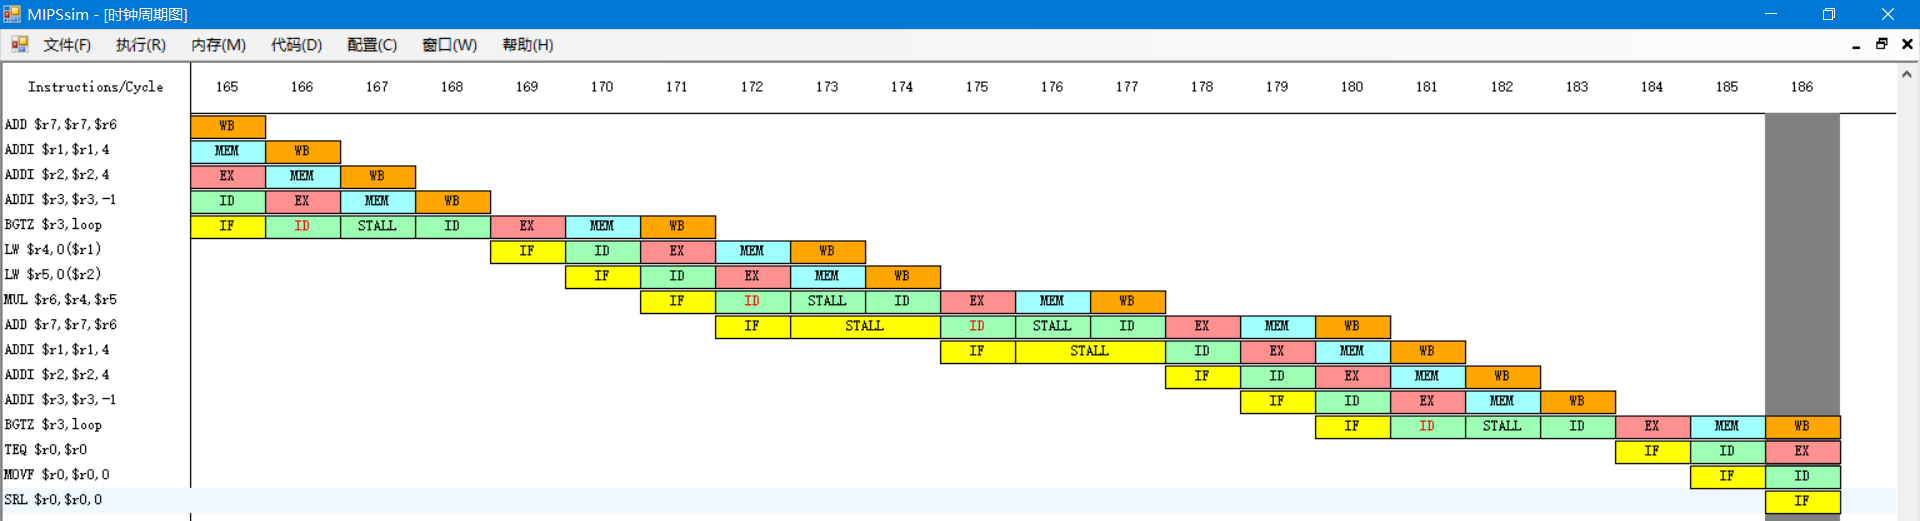 MIPSsim - [时钟周期图]
文件(F) 执行(R) 内存(M) 代码(D) 配置(C) 窗口(W) 帮助(H)
Instructions/Cycle 165 166 167 168 169 170 171 172 173 174 175 176 177 178 179 180 181 182 183 184 185 186
ADD $r7,$r7,$r6 WB
ADDI $r1,$r1,4 MEM WB
ADDI $r2,$r2,4 EX MEM WB
ADDI $r3,$r3,-1 ID EX MEM WB
BGTZ $r3,loop IF ID STALL ID EX MEM WB
LW $r4,0($r1) IF ID EX MEM WB
LW $r5,0($r2) IF ID EX MEM WB
MUL $r6,$r4,$r5 IF ID STALL ID EX MEM WB
ADD $r7,$r7,$r6 IF STALL ID STALL ID EX MEM WB
ADDI $r1,$r1,4 IF STALL ID EX MEM WB
ADDI $r2,$r2,4 IF ID EX MEM WB
ADDI $r3,$r3,-1 IF ID EX MEM WB
BGTZ $r3,loop IF ID STALL ID EX MEM WB
TEQ $r0,$r0 IF ID EX
MOVF $r0,$r0,0 IF ID
SRL $r0,$r0,0 IF